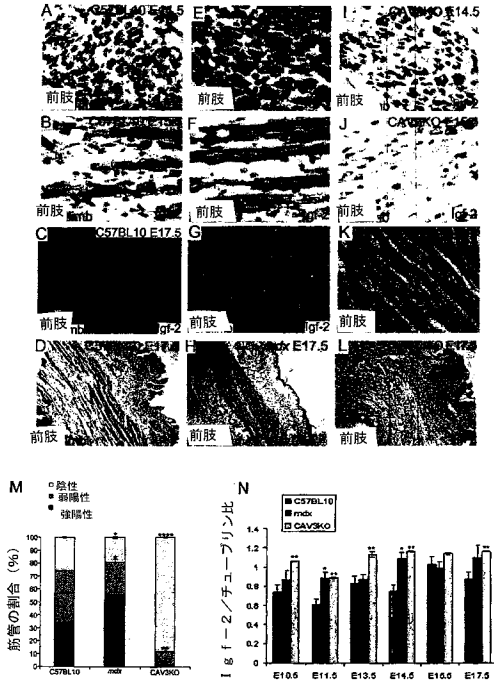 A C57BL10 E14.5
前肢
E
前肢
I CAV3KO E14.5
前肢
B
前肢
F
前肢
Igf-2
J
前肢
Igf-2
C C57BL10 E17.5
前肢
Igf-2
G
前肢
Igf-2
K
前肢
D
前肢
H mdx E17.5
前肢
L
前肢
M
陰性
弱陽性
強陽性
筋管の割合 (%)
100
90
80
70
60
50
40
30
20
10
0
*
****
**
C57BL10
mdx
CAV3KO
N
C57BL10
mdx
CAV3KO
Igf-2/チューブリン比
1.4
1.2
1
0.8
0.6
0.4
0.2
0
**
*
**
**
*
**
**
E10.5
E11.5
E13.5
E14.5
E17.5